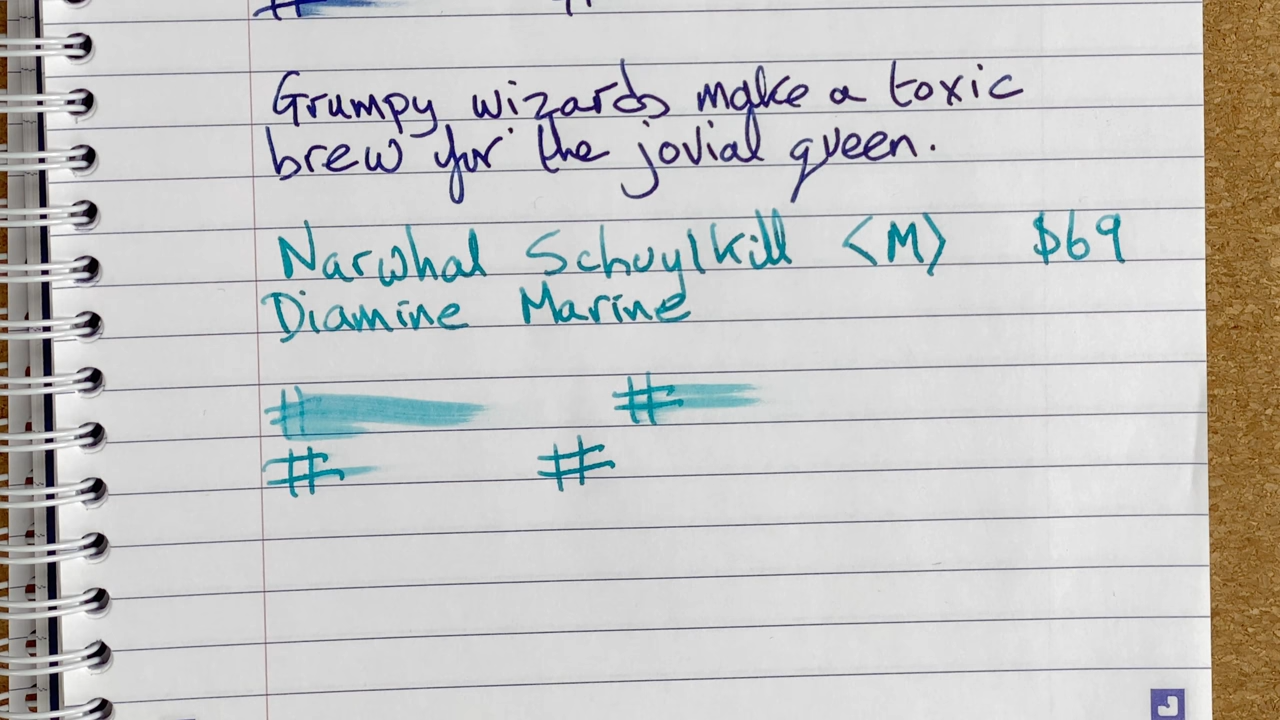 Grumpy wizards make a toxic
brew for the jovial queen.
Narwhal Schuylkill <M> $69
Diamine Marine
# #
# #